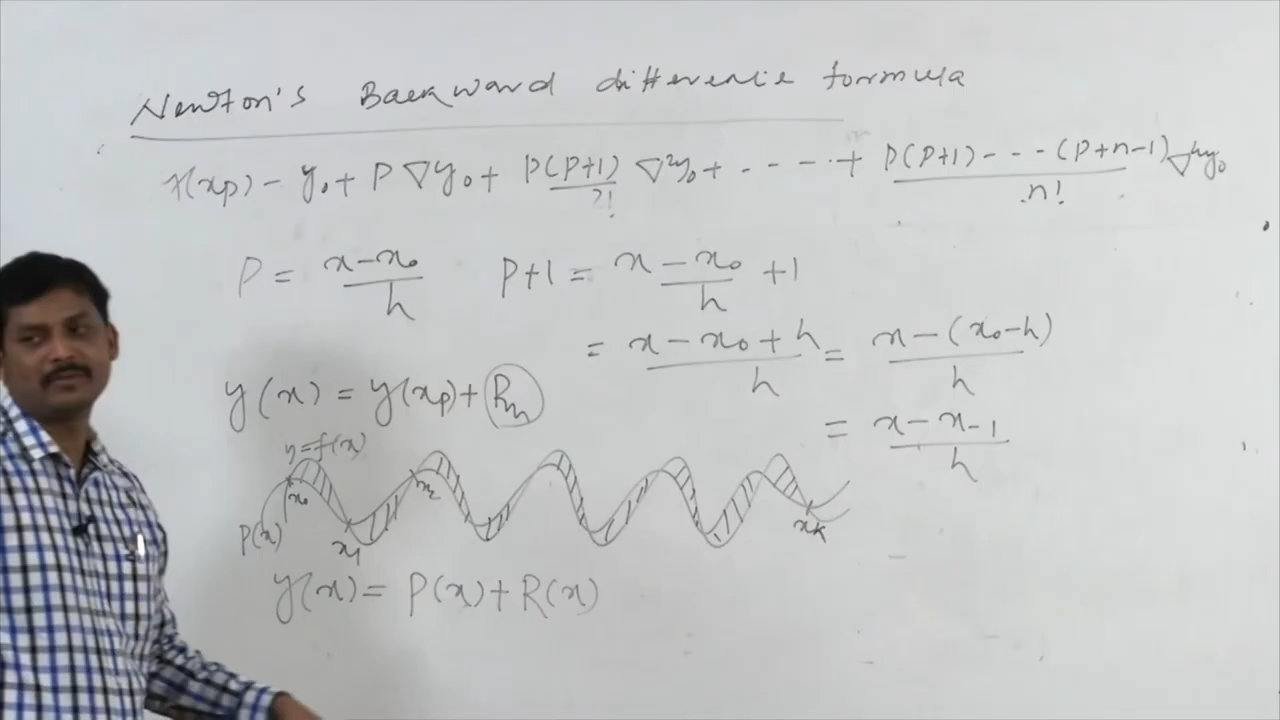 Newton's Backward difference formula
f(xp) - y₀ + P ∇y₀ + P(P+1)/2! ∇²y₀ + - - - - + P(P+1) - - - (P+n-1)/n! ∇ⁿy₀
P = x-x₀/h P+1 = x-x₀/h +1
= x-x₀+h/h = x-(x₀-h)/h
y(x) = y(xp) + Rn
= x-x₋₁/h
y=f(x)
x₀ x₂
P(x) x₁ xk
y(x) = P(x) + R(x)